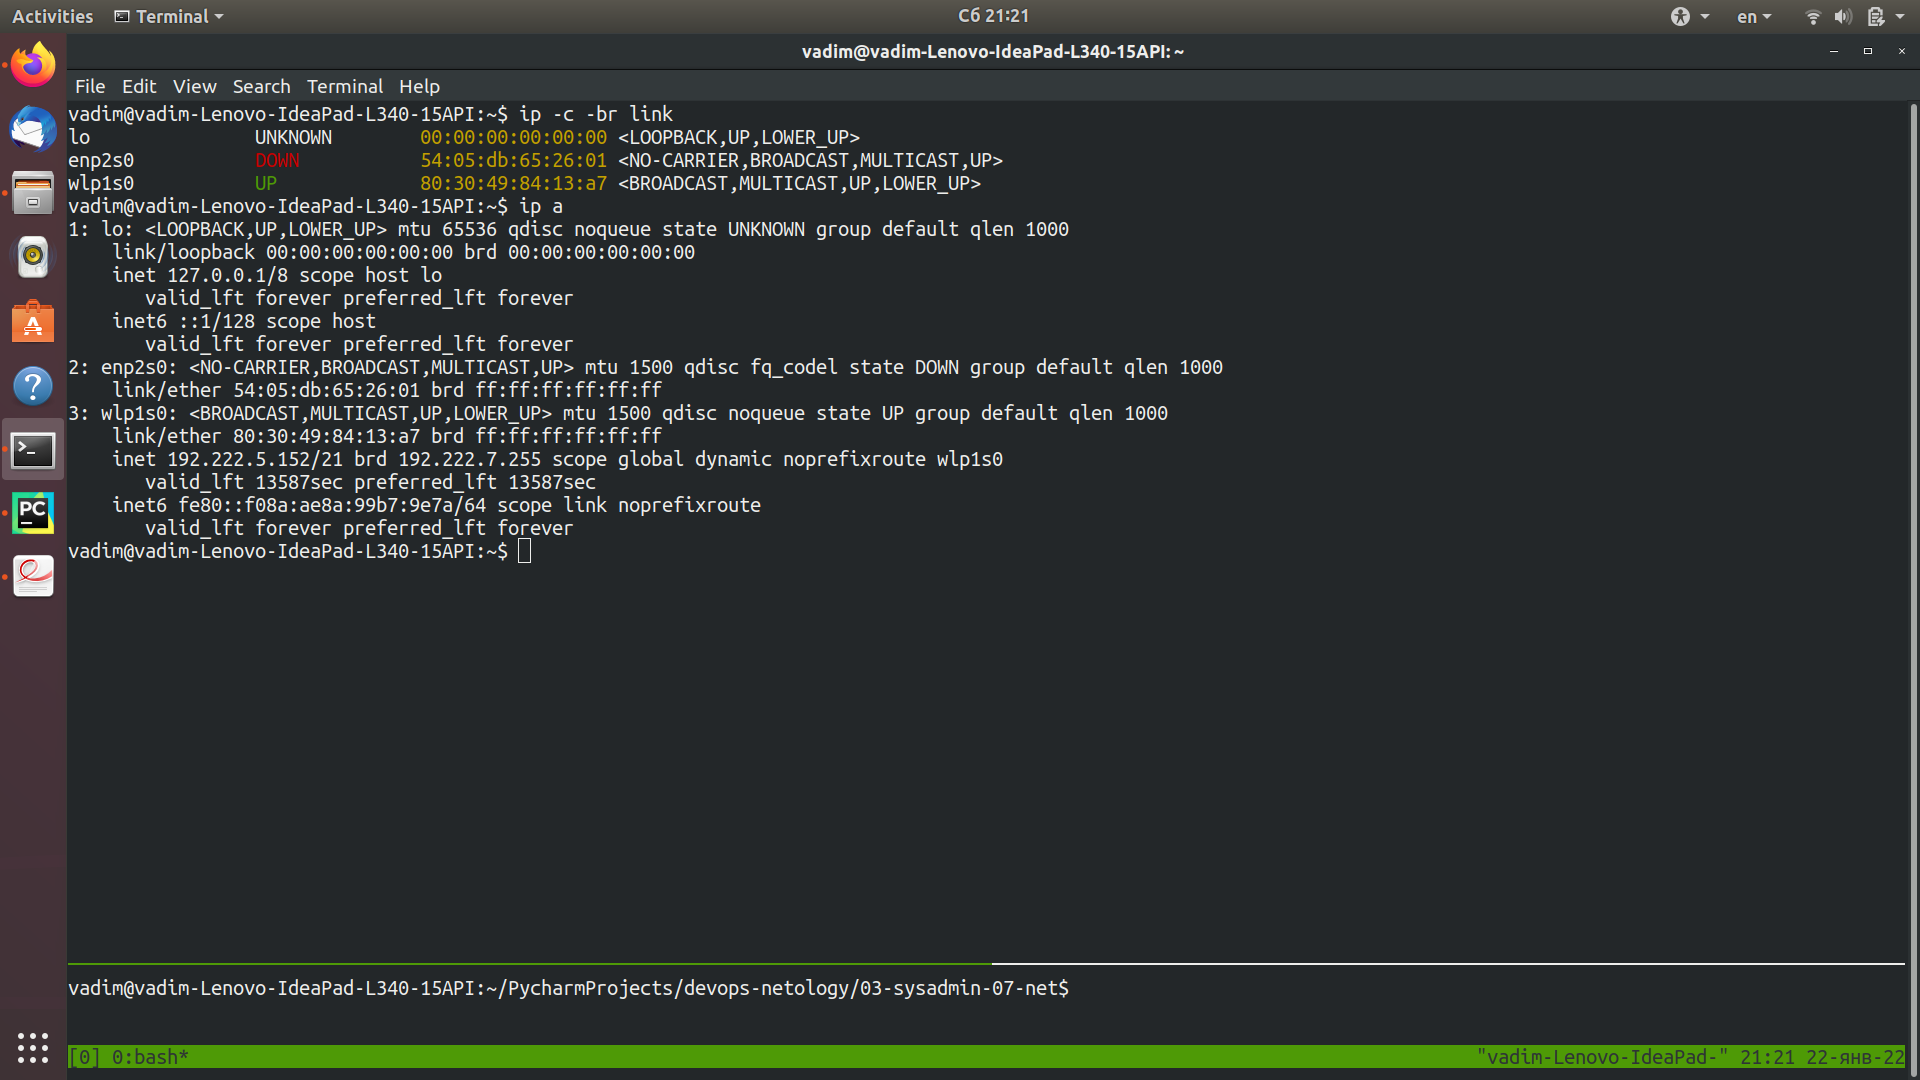 Activities Terminal Сб 21:21 en
vadim@vadim-Lenovo-IdeaPad-L340-15API: ~
File Edit View Search Terminal Help
vadim@vadim-Lenovo-IdeaPad-L340-15API:~$ ip -c -br link
lo UNKNOWN 00:00:00:00:00:00 <LOOPBACK,UP,LOWER_UP>
enp2s0 DOWN 54:05:db:65:26:01 <NO-CARRIER,BROADCAST,MULTICAST,UP>
wlp1s0 UP 80:30:49:84:13:a7 <BROADCAST,MULTICAST,UP,LOWER_UP>
vadim@vadim-Lenovo-IdeaPad-L340-15API:~$ ip a
1: lo: <LOOPBACK,UP,LOWER_UP> mtu 65536 qdisc noqueue state UNKNOWN group default qlen 1000
link/loopback 00:00:00:00:00:00 brd 00:00:00:00:00:00
inet 127.0.0.1/8 scope host lo
valid_lft forever preferred_lft forever
inet6 ::1/128 scope host
valid_lft forever preferred_lft forever
2: enp2s0: <NO-CARRIER,BROADCAST,MULTICAST,UP> mtu 1500 qdisc fq_codel state DOWN group default qlen 1000
link/ether 54:05:db:65:26:01 brd ff:ff:ff:ff:ff:ff
3: wlp1s0: <BROADCAST,MULTICAST,UP,LOWER_UP> mtu 1500 qdisc noqueue state UP group default qlen 1000
link/ether 80:30:49:84:13:a7 brd ff:ff:ff:ff:ff:ff
inet 192.222.5.152/21 brd 192.222.7.255 scope global dynamic noprefixroute wlp1s0
valid_lft 13587sec preferred_lft 13587sec
inet6 fe80::f08a:ae8a:99b7:9e7a/64 scope link noprefixroute
valid_lft forever preferred_lft forever
vadim@vadim-Lenovo-IdeaPad-L340-15API:~$
PC
vadim@vadim-Lenovo-IdeaPad-L340-15API:~/PycharmProjects/devops-netology/03-sysadmin-07-net$
[0] 0:bash* "vadim-Lenovo-IdeaPad-" 21:21 22-янв-22